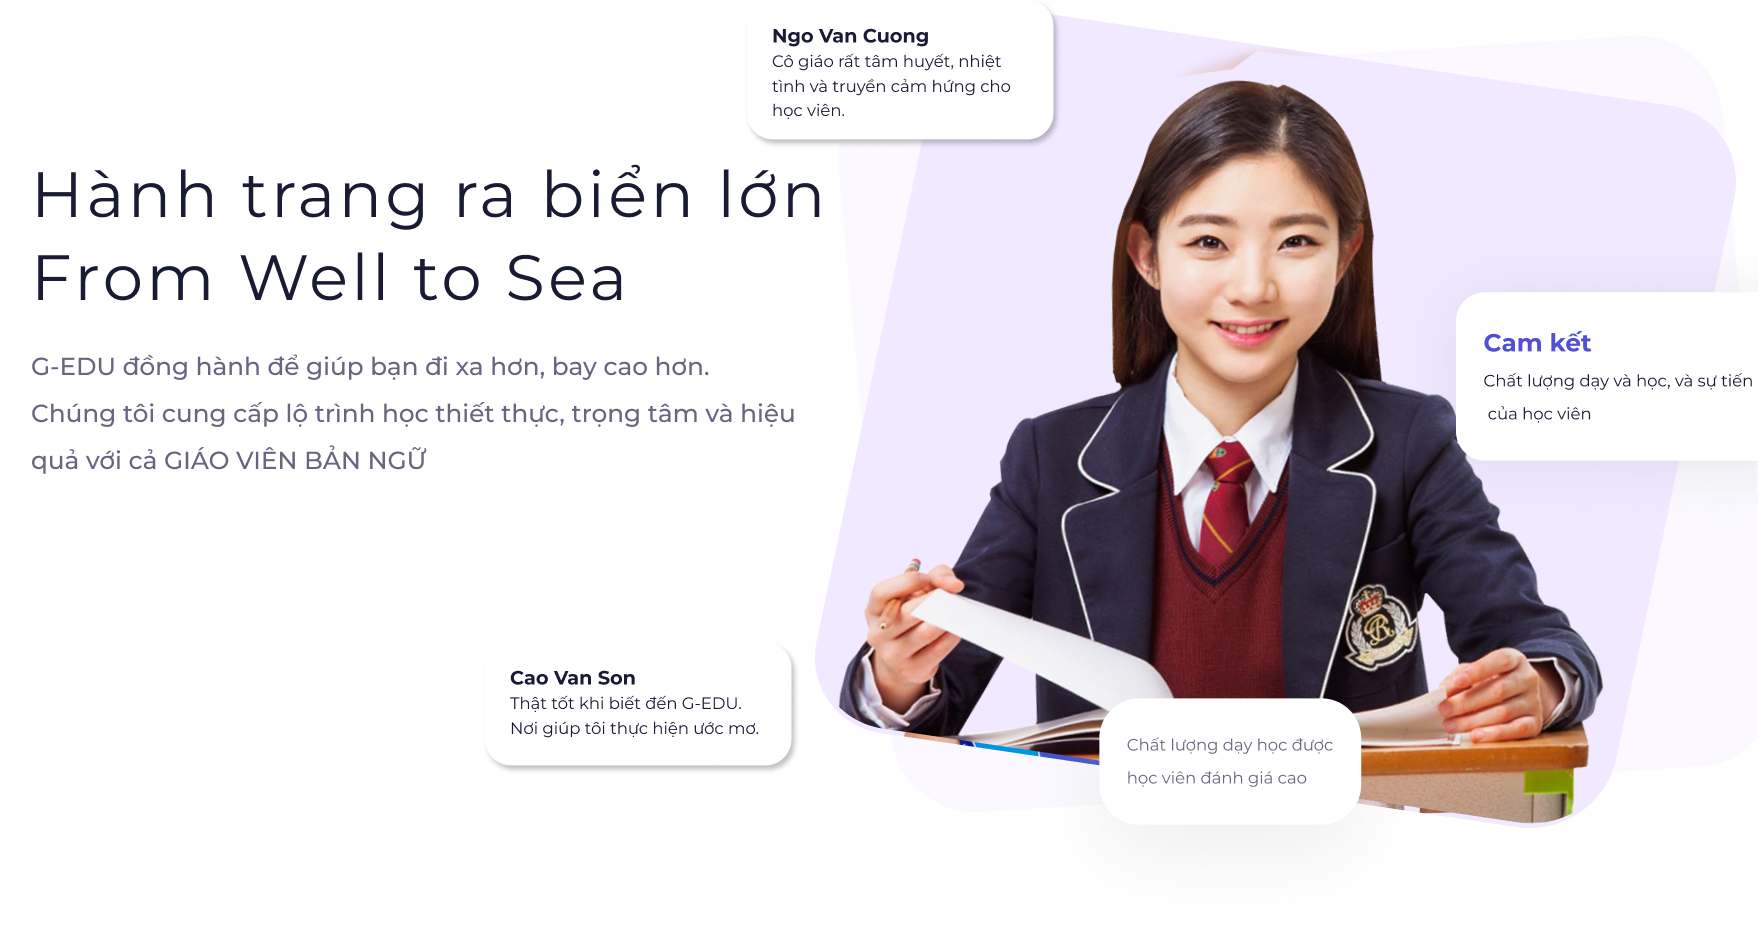 Ngo Van Cuong
Cô giáo rất tâm huyết, nhiệt
tình và truyền cảm hứng cho
học viên.
Hành trang ra biển lớn
From Well to Sea
G-EDU đồng hành để giúp bạn đi xa hơn, bay cao hơn.
Chúng tôi cung cấp lộ trình học thiết thực, trọng tâm và hiệu
quả với cả GIÁO VIÊN BẢN NGỮ
Cam kết
Chất lượng dạy và học, và sự tiến
của học viên
Cao Van Son
Thật tốt khi biết đến G-EDU.
Nơi giúp tôi thực hiện ước mơ.
Chất lượng dạy học được
học viên đánh giá cao